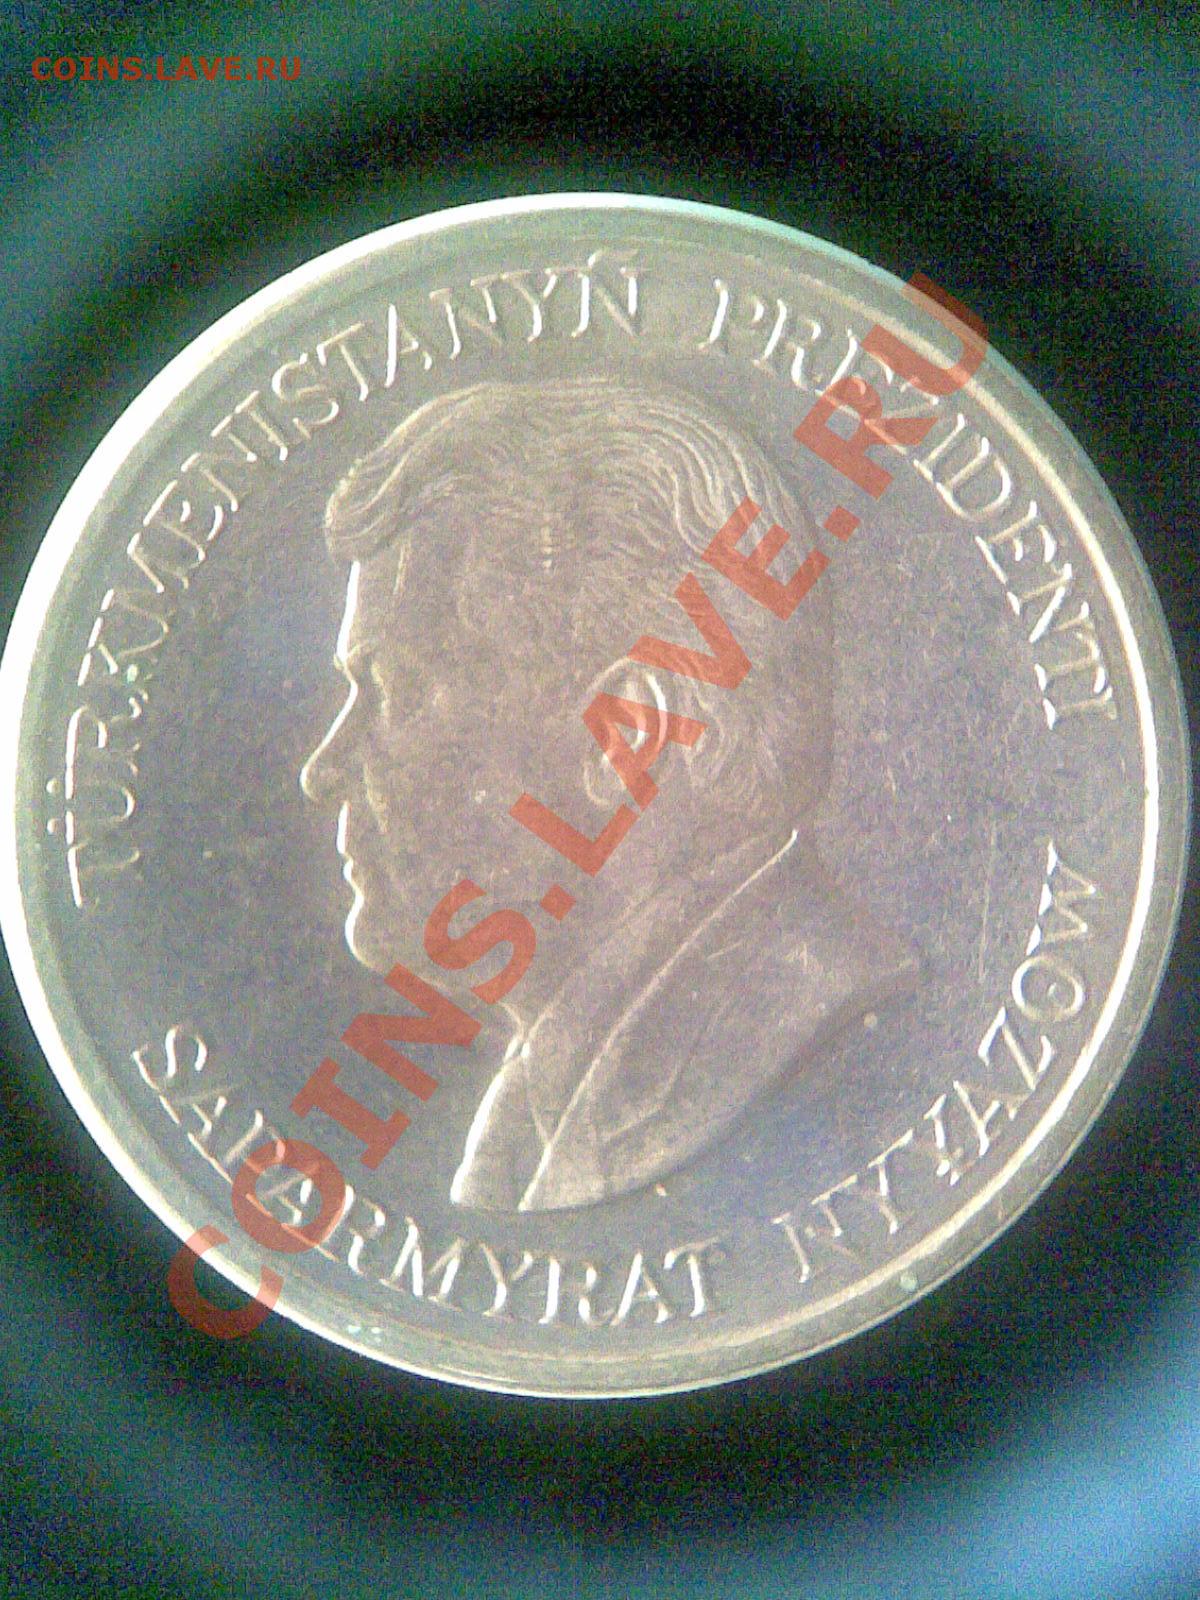 COINS.LAVE.RU
TÜRKMENISTANYŇ PREZIDENTI
SAPARMYRAT NYÝAZOW
COINS.LAVE.RU